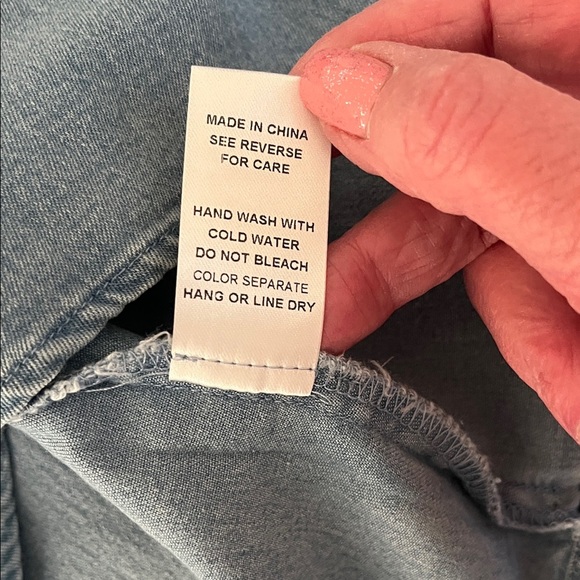 MADE IN CHINA
SEE REVERSE
FOR CARE
HAND WASH WITH
COLD WATER
DO NOT BLEACH
COLOR SEPARATE
HANG OR LINE DRY